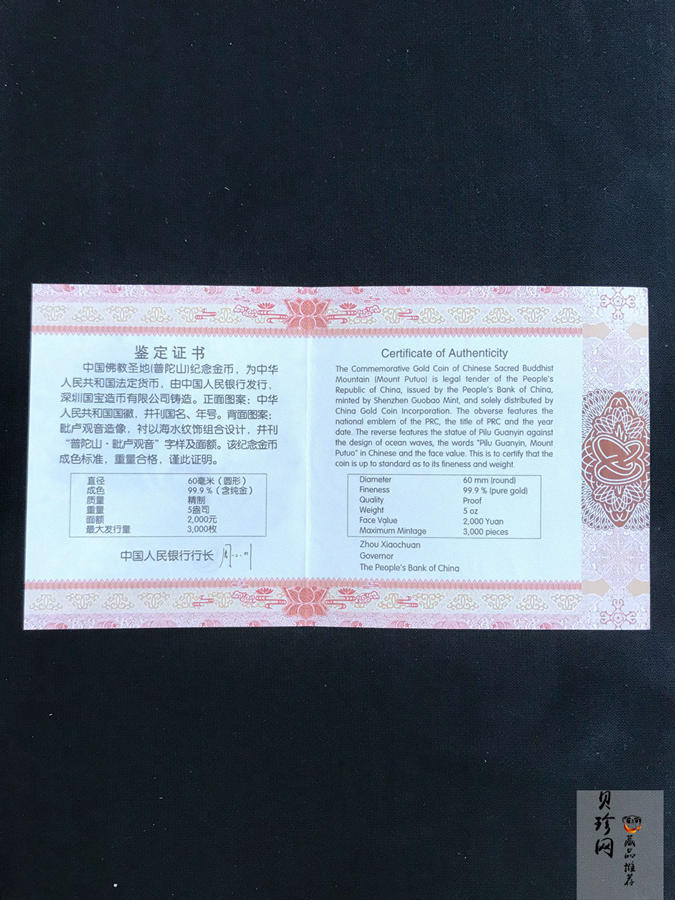 鉴定证书
中国佛教圣地(普陀山)纪念金币，为中华
人民共和国法定货币，由中国人民银行发行，
深圳国宝造币有限公司铸造。正面图案：中华
人民共和国国徽，并刊国名、年号。背面图案：
毗卢观音造像，衬以海水纹饰组合设计，并刊
“普陀山·毗卢观音”字样及面额。该纪念金币
成色标准，重量合格，谨此证明。
直径 60毫米（圆形）
成色 99.9％（含纯金）
质量 精制
重量 5盎司
面额 2,000元
最大发行量 3,000枚
中国人民银行行长
Certificate of Authenticity
The Commemorative Gold Coin of Chinese Sacred Buddhist
Mountain (Mount Putuo) is legal tender of the People's
Republic of China, issued by the People's Bank of China,
minted by Shenzhen Guobao Mint, and solely distributed by
China Gold Coin Incorporation. The obverse features the
national emblem of the PRC, the title of PRC and the year
date. The reverse features the statue of Pilu Guanyin against
the design of ocean waves, the words "Pilu Guanyin, Mount
Putuo" in Chinese and the face value. This is to certify that the
coin is up to standard as to its fineness and weight.
Diameter 60 mm (round)
Fineness 99.9 % (pure gold)
Quality Proof
Weight 5 oz
Face Value 2,000 Yuan
Maximum Mintage 3,000 pieces
Zhou Xiaochuan
Governor
The People's Bank of China
贝珍网
藏品推荐